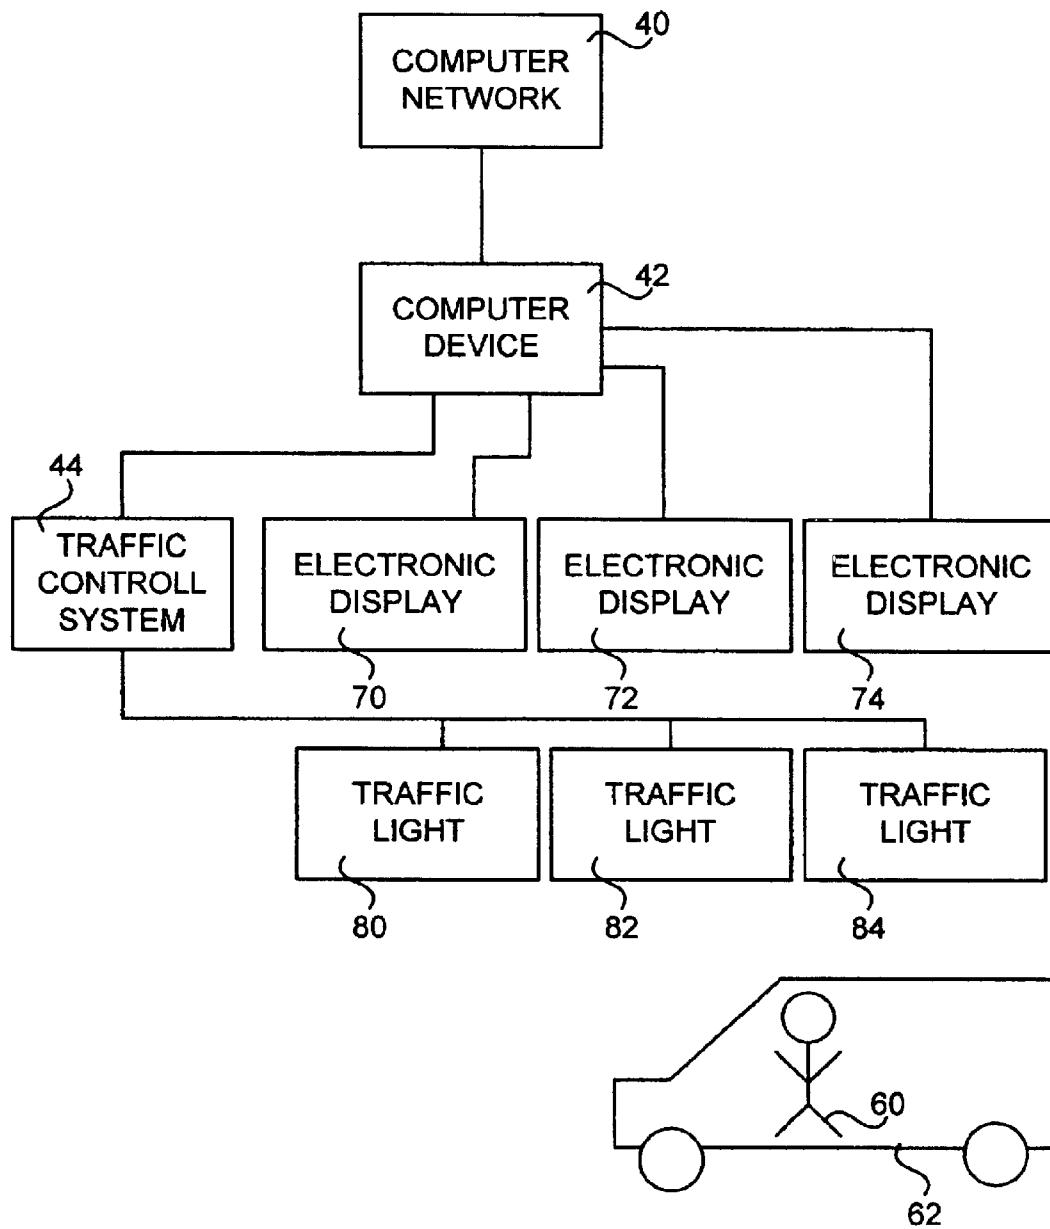 40
COMPUTER
NETWORK
42
COMPUTER
DEVICE
44
TRAFFIC
CONTROLL
SYSTEM
ELECTRONIC
DISPLAY
ELECTRONIC
DISPLAY
ELECTRONIC
DISPLAY
70
72
74
TRAFFIC
LIGHT
TRAFFIC
LIGHT
TRAFFIC
LIGHT
80
82
84
60
62